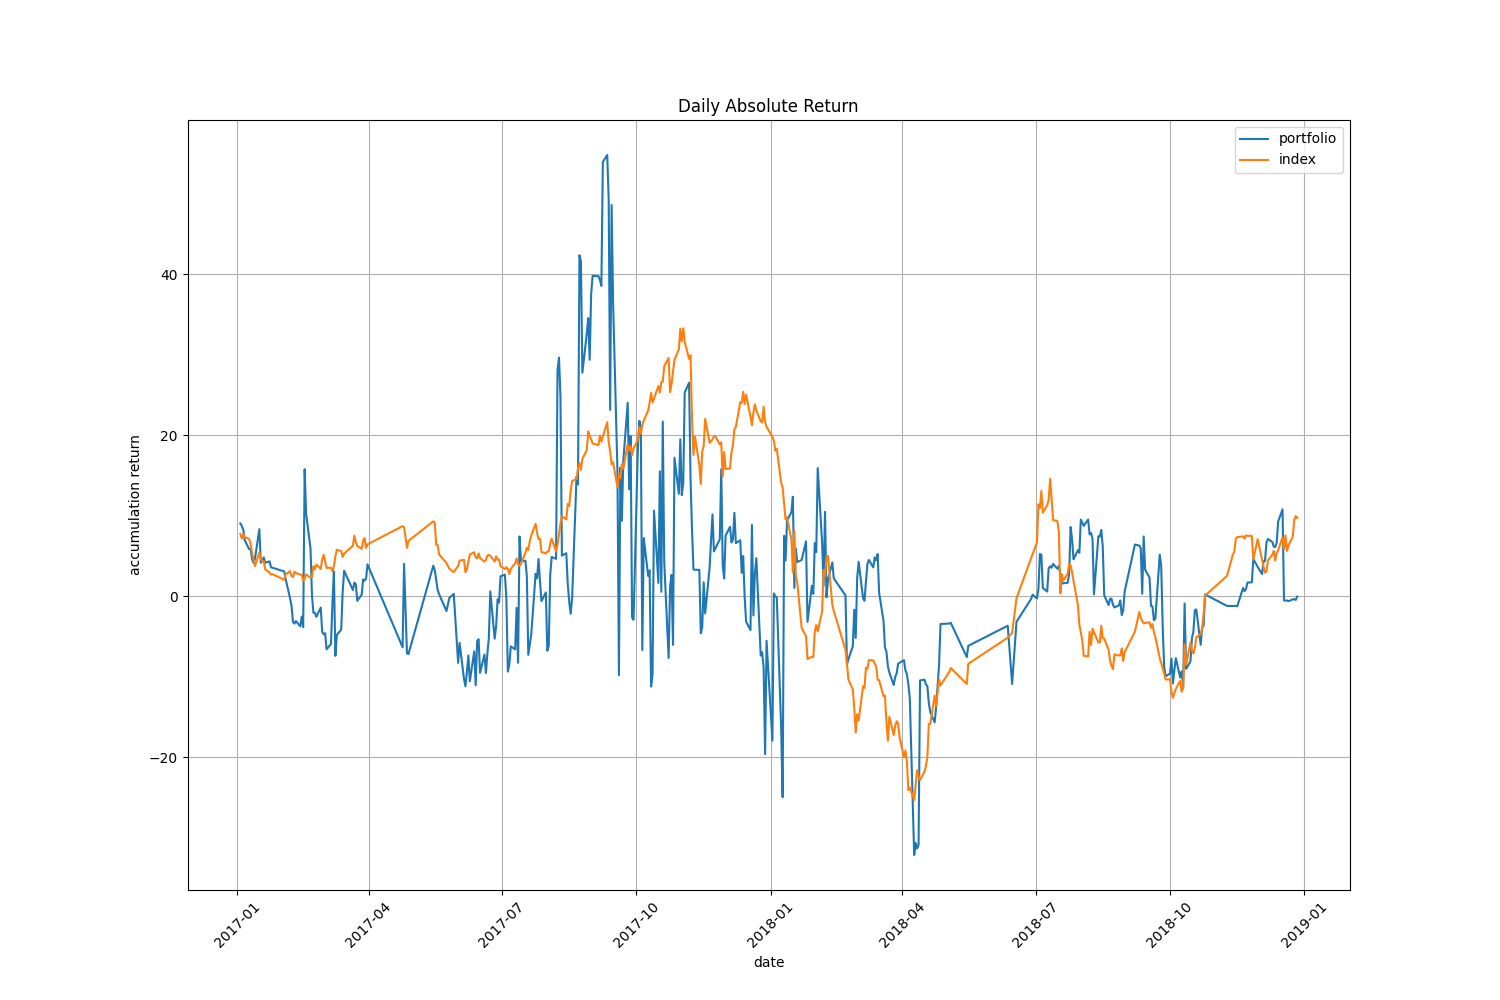 Daily Absolute Return
portfolio
index
accumulation return
40
20
0
−20
2017-01
2017-04
2017-07
2017-10
2018-01
2018-04
2018-07
2018-10
2019-01
date